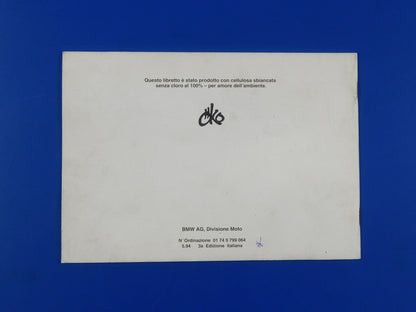 Questo libretto è stato prodotto con cellulosa sbiancata
senza cloro al 100% – per amore dell'ambiente.
BMW AG, Divisione Moto
N° Ordinazione 01 74 9 799 064
5.94 3a Edizione italiana